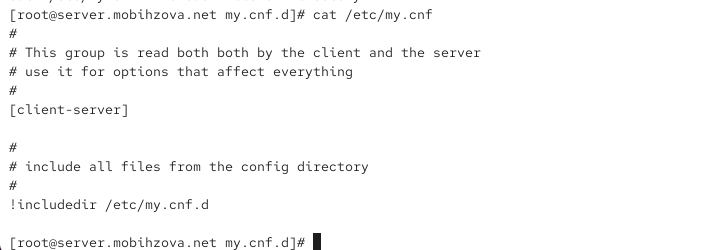 [root@server.mobihzova.net my.cnf.d]# cat /etc/my.cnf
#
# This group is read both both by the client and the server
# use it for options that affect everything
#
[client-server]
#
# include all files from the config directory
#
!includedir /etc/my.cnf.d
[root@server.mobihzova.net my.cnf.d]#